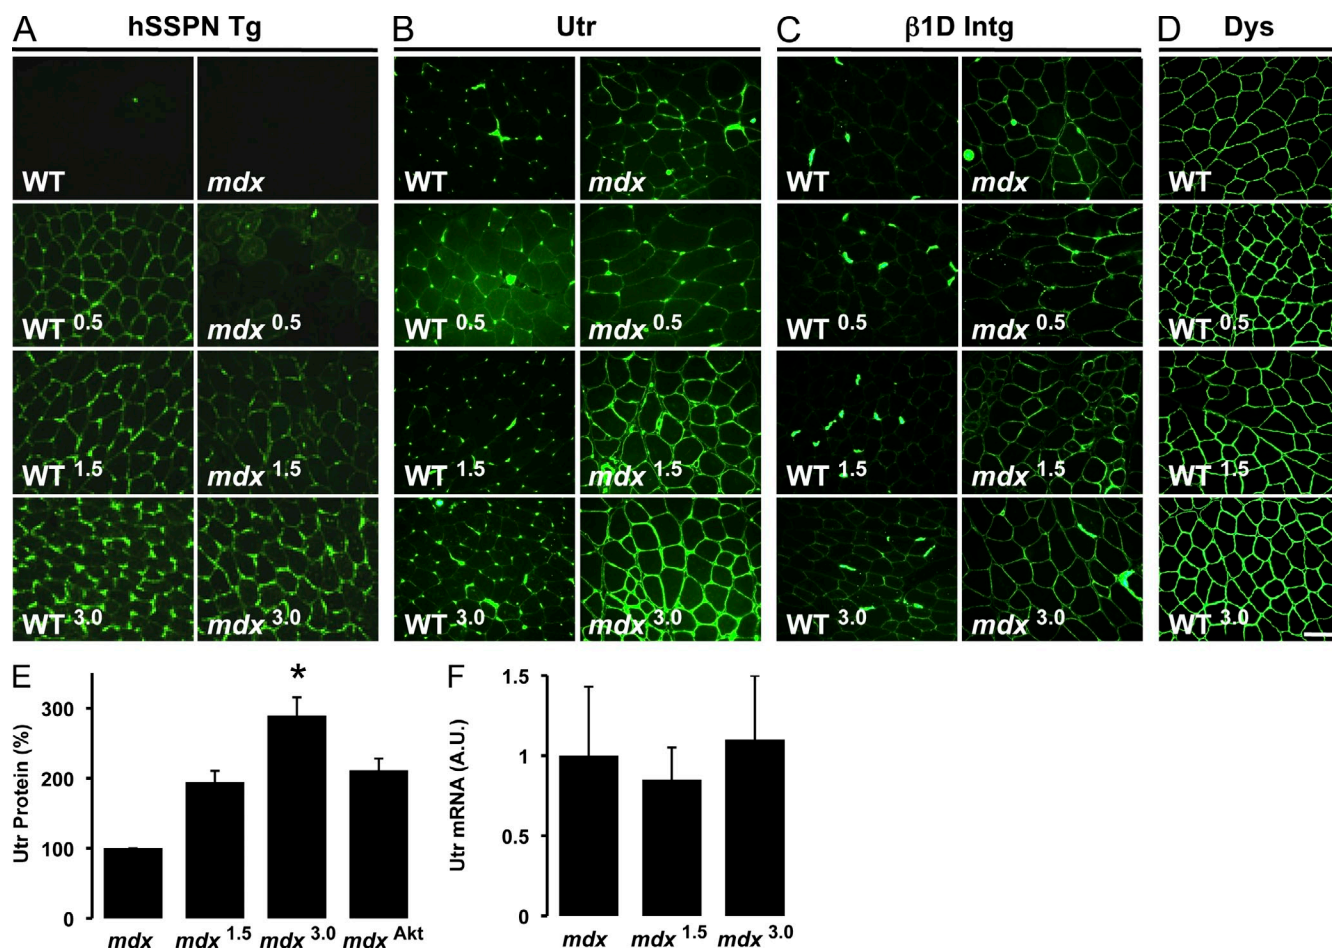 A hSSPN Tg B Utr C β1D Intg D Dys
WT mdx WT mdx WT mdx WT
WT 0.5 mdx 0.5 WT 0.5 mdx 0.5 WT 0.5 mdx 0.5 WT 0.5
WT 1.5 mdx 1.5 WT 1.5 mdx 1.5 WT 1.5 mdx 1.5 WT 1.5
WT 3.0 mdx 3.0 WT 3.0 mdx 3.0 WT 3.0 mdx 3.0 WT 3.0
E
*
Utr Protein (%)
300
200
100
0
mdx mdx 1.5 mdx 3.0 mdx Akt
F
Utr mRNA (A.U.)
1.5
1
0.5
0
mdx mdx 1.5 mdx 3.0